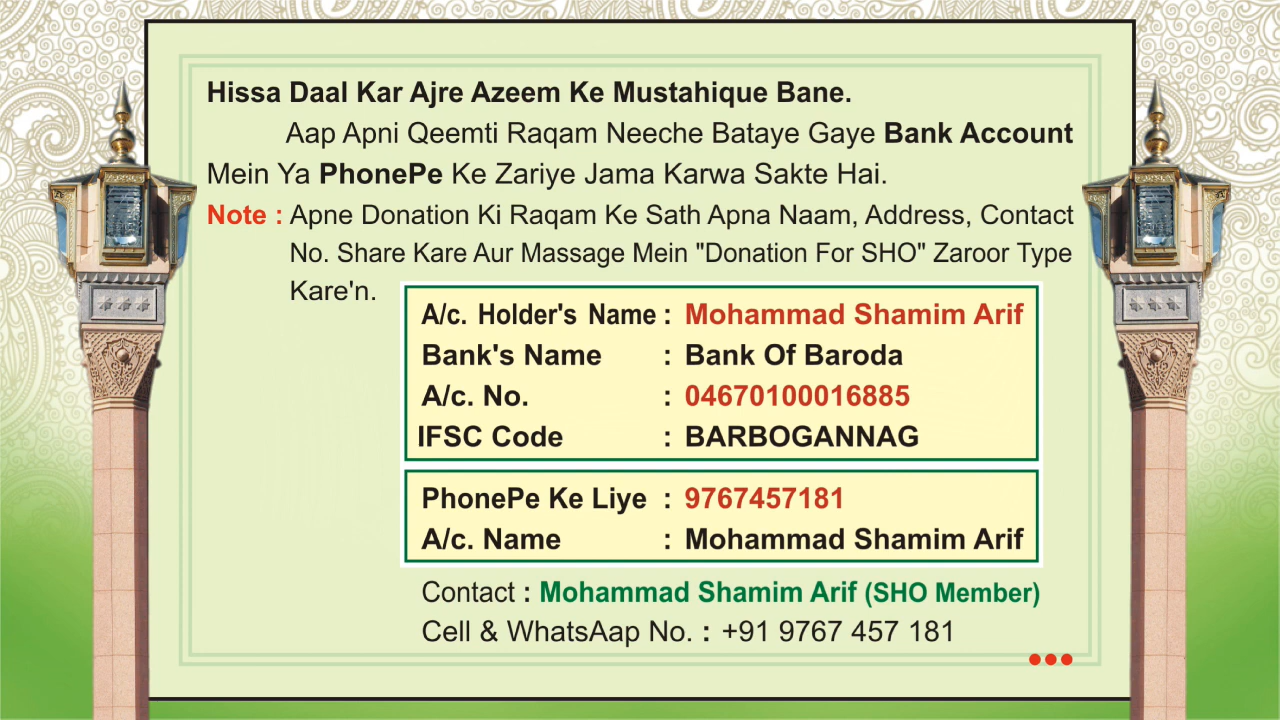 Hissa Daal Kar Ajre Azeem Ke Mustahique Bane.
Aap Apni Qeemti Raqam Neeche Bataye Gaye Bank Account
Mein Ya PhonePe Ke Zariye Jama Karwa Sakte Hai.
Note : Apne Donation Ki Raqam Ke Sath Apna Naam, Address, Contact
No. Share Kare Aur Massage Mein "Donation For SHO" Zaroor Type
Kare'n.
A/c. Holder's Name : Mohammad Shamim Arif
Bank's Name : Bank Of Baroda
A/c. No. : 04670100016885
IFSC Code : BARBOGANNAG
PhonePe Ke Liye : 9767457181
A/c. Name : Mohammad Shamim Arif
Contact : Mohammad Shamim Arif (SHO Member)
Cell & WhatsAap No. : +91 9767 457 181